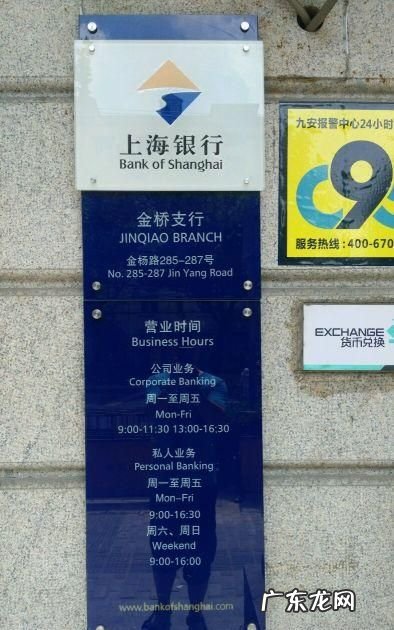 上海银行
Bank of Shanghai
金桥支行
JINQIAO BRANCH
金杨路285-287号
No. 285-287 Jin Yang Road
营业时间
Business Hours
公司业务
Corporate Banking
周一至周五
Mon-Fri
9:00-11:30 13:00-16:30
私人业务
Personal Banking
周一至周五
Mon-Fri
9:00-16:30
周六、周日
Weekend
9:00-16:00
www.bankofshanghai.com
九安报警中心24小时
9
服务热线:400-670
EXCHANGE
货币兑换
广东龙网